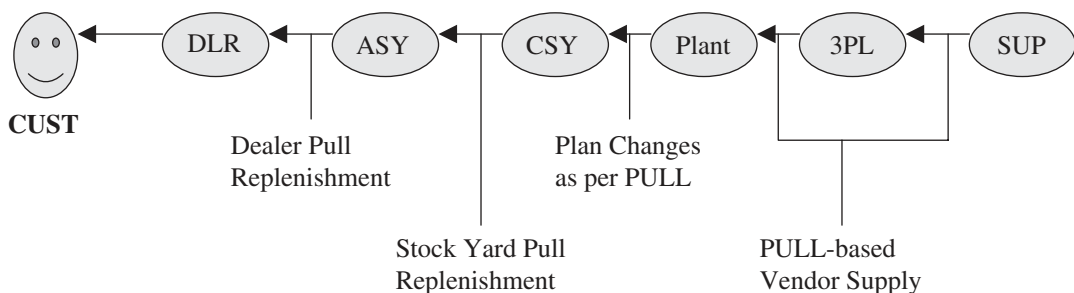 DLR
ASY
CSY
Plant
3PL
SUP
CUST
Dealer Pull
Replenishment
Plan Changes
as per PULL
Stock Yard Pull
Replenishment
PULL-based
Vendor Supply